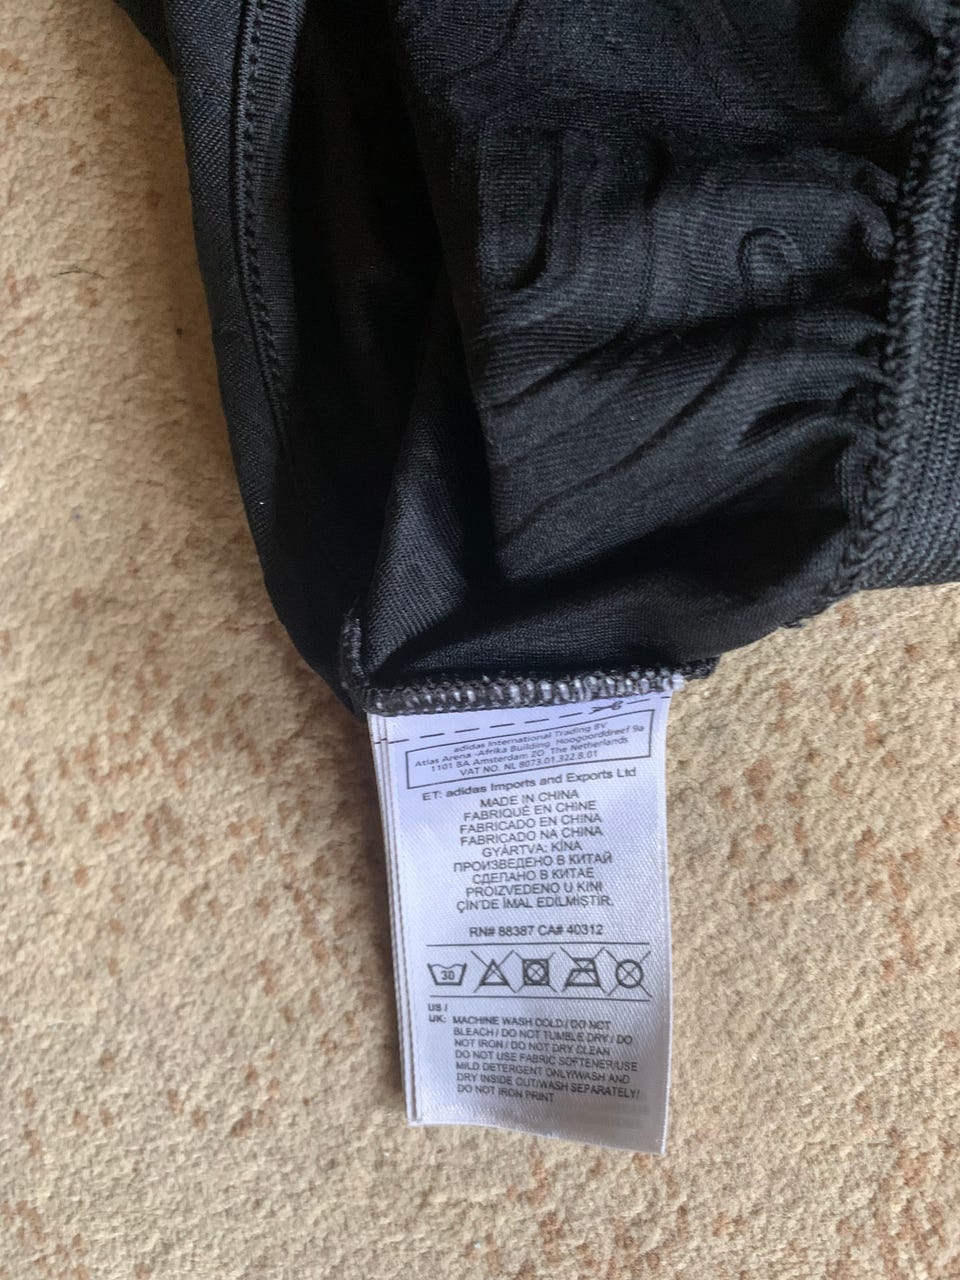 adidas International Trading BV
Atlas Arena -Afrika Building Hoogoorddreef 9a
1101 BA Amsterdam ZO The Netherlands
VAT NO. NL 8073.01.322.B.01
ET: adidas Imports and Exports Ltd
MADE IN CHINA
FABRIQUÉ EN CHINE
FABRICADO EN CHINA
FABRICADO NA CHINA
GYÁRTVA: KÍNA
ПРОИЗВЕДЕНО В КИТАЙ
СДЕЛАНО В КИТАЕ
PROIZVEDENO U KINI
ÇİN'DE İMAL EDİLMİŞTİR.
RN# 88387 CA# 40312
30
US /
UK: MACHINE WASH COLD / DO NOT
BLEACH / DO NOT TUMBLE DRY / DO
NOT IRON / DO NOT DRY CLEAN
DO NOT USE FABRIC SOFTENER/USE
MILD DETERGENT ONLY/WASH AND
DRY INSIDE OUT/WASH SEPARATELY/
DO NOT IRON PRINT